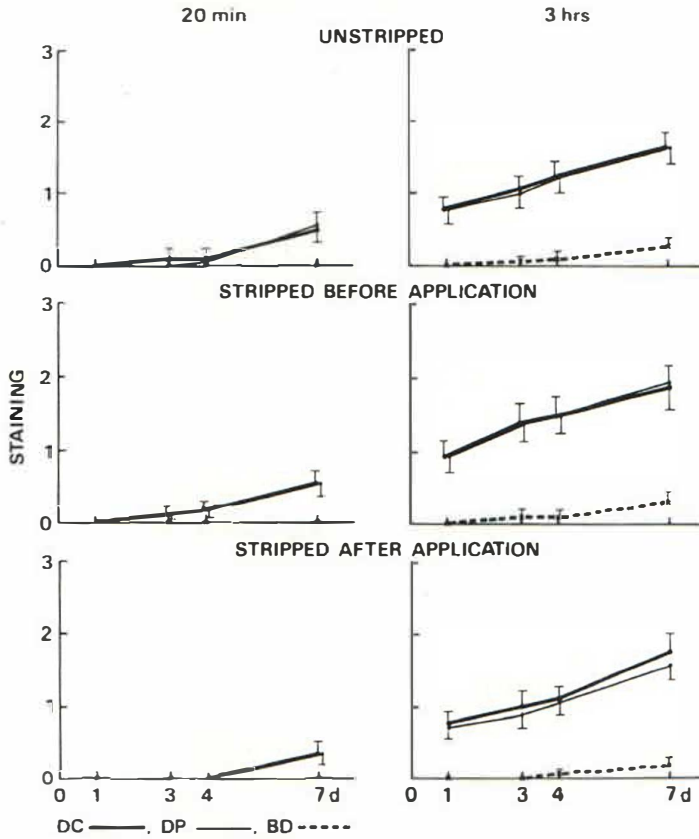 20 min 3 hrs
UNSTRIPPED
3
2
1
0
STRIPPED BEFORE APPLICATION
3
2
1
0
STAINING
STRIPPED AFTER APPLICATION
3
2
1
0
0 1 3 4 7 d 0 1 3 4 7 d
DC , DP , BD